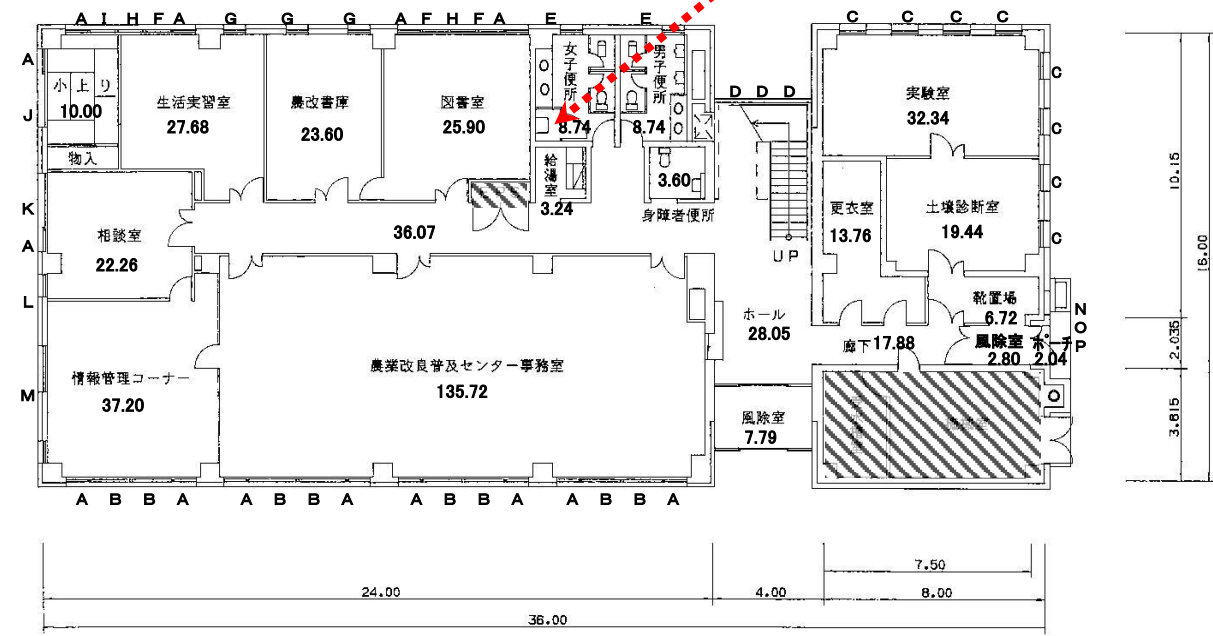 A I H F A G G G A F H F A E E C C C C
A
J
K
A
L
M
小上り
10.00
物入
生活実習室
27.68
農改書庫
23.60
図書室
25.90
女子便所
8.74
男子便所
8.74
給湯室
3.24
3.60
身障者便所
D D D
UP
実験室
32.34
C
C
C
C
更衣室
13.76
土壌診断室
19.44
靴置場
6.72
相談室
22.26
36.07
ホール
28.05
廊下17.88
風除室
2.80
ポーチ
2.04
N
O
P
O
情報管理コーナー
37.20
農業改良普及センター事務室
135.72
風除室
7.79
A B B A A B B A A B B A A B B A
10.15
2.035
3.815
16.00
7.50
24.00 4.00 8.00
36.00